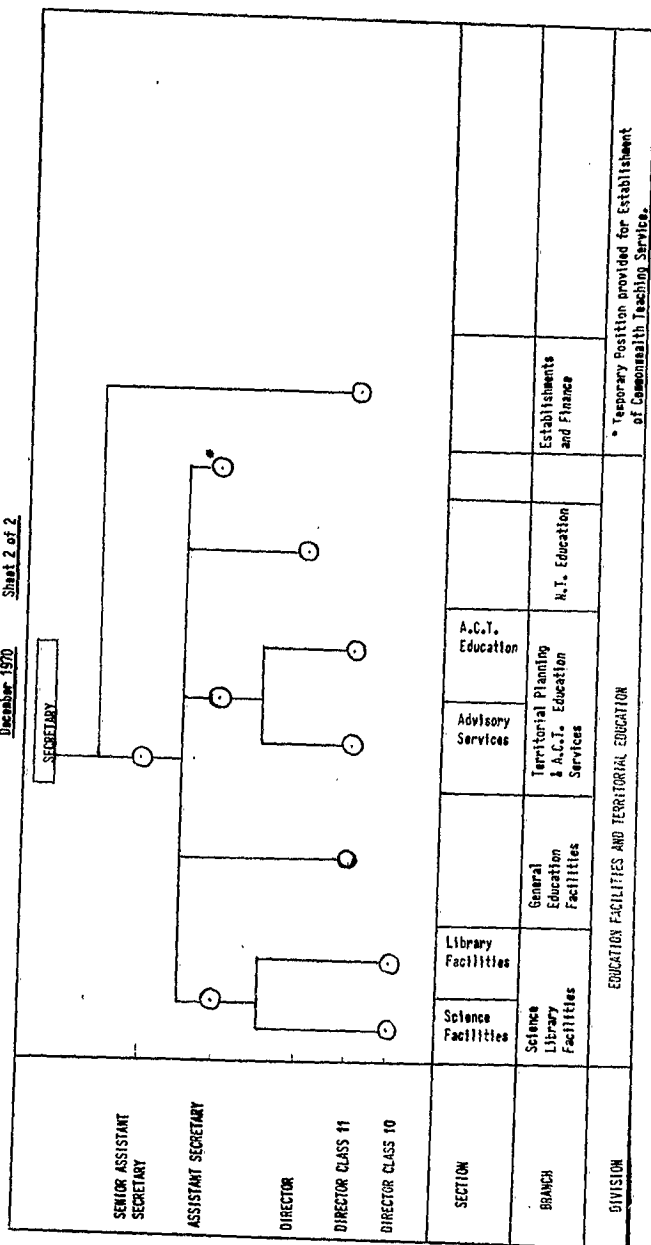 December 1970
Sheet 2 of 2
SECRETARY
SENIOR ASSISTANT
SECRETARY
ASSISTANT SECRETARY
DIRECTOR
DIRECTOR CLASS 11
DIRECTOR CLASS 10
*
SECTION
Science
Facilities
Library
Facilities
Advisory
Services
A.C.T.
Education
BRANCH
Science
Library
Facilities
General
Education
Facilities
Territorial Planning
& A.C.T. Education
Services
N.T. Education
Establishments
and Finance
DIVISION
EDUCATION FACILITIES AND TERRITORIAL EDUCATION
* Temporary Position provided for Establishment
of Commonwealth Teaching Service.